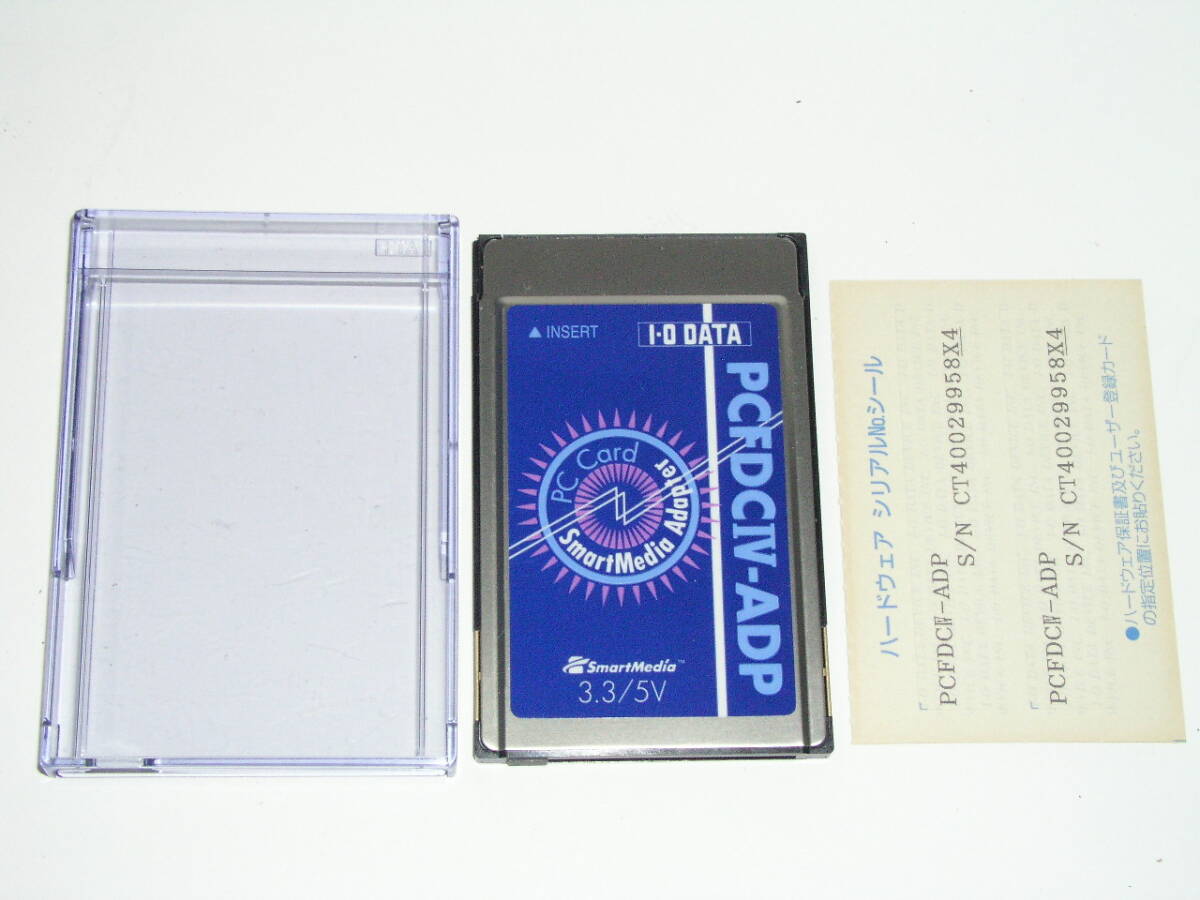 ▲ INSERT
I-O DATA
PCFDCIV-ADP
PC Card
SmartMedia Adapter
SmartMedia™
3.3/5V
ハードウェア シリアルNo.シール
PCFDCⅣ-ADP
S/N CT40029958X4
PCFDCⅣ-ADP
S/N CT40029958X4
●ハードウェア保証書及びユーザー登録カード
の指定位置にお貼りください。